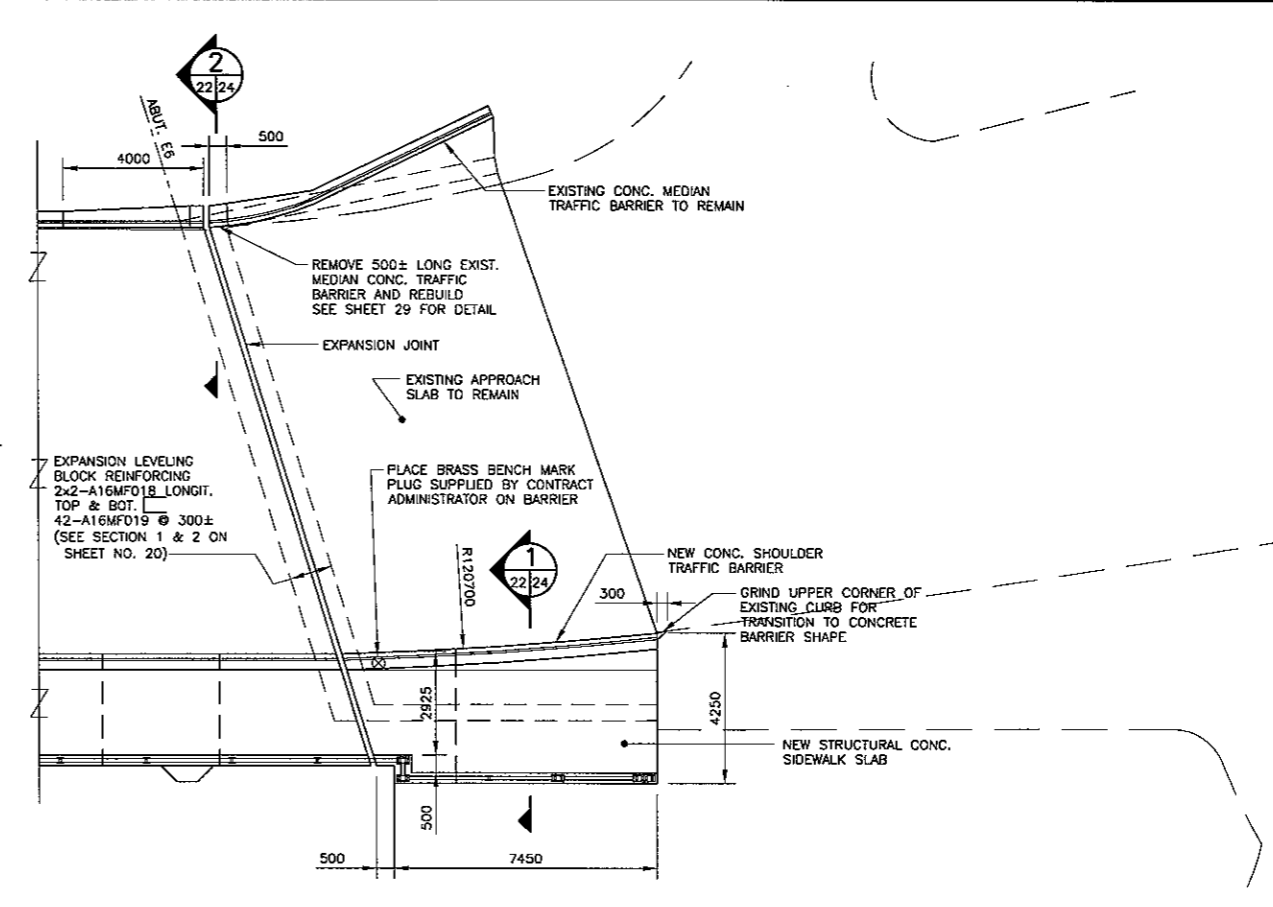 2
22 24
ABUT. E6
500
4000
EXISTING CONC. MEDIAN
TRAFFIC BARRIER TO REMAIN
REMOVE 500± LONG EXIST.
MEDIAN CONC. TRAFFIC
BARRIER AND REBUILD
SEE SHEET 29 FOR DETAIL
EXPANSION JOINT
EXISTING APPROACH
SLAB TO REMAIN
EXPANSION LEVELING
BLOCK REINFORCING
2x2-A16MF018 LONGIT.
TOP & BOT.
42-A16MF019 @ 300±
(SEE SECTION 1 & 2 ON
SHEET NO. 20)
PLACE BRASS BENCH MARK
PLUG SUPPLIED BY CONTRACT
ADMINISTRATOR ON BARRIER
R120700
1
22 24
NEW CONC. SHOULDER
TRAFFIC BARRIER
300
GRIND UPPER CORNER OF
EXISTING CURB FOR
TRANSITION TO CONCRETE
BARRIER SHAPE
2925
4250
NEW STRUCTURAL CONC.
SIDEWALK SLAB
500
500
7450